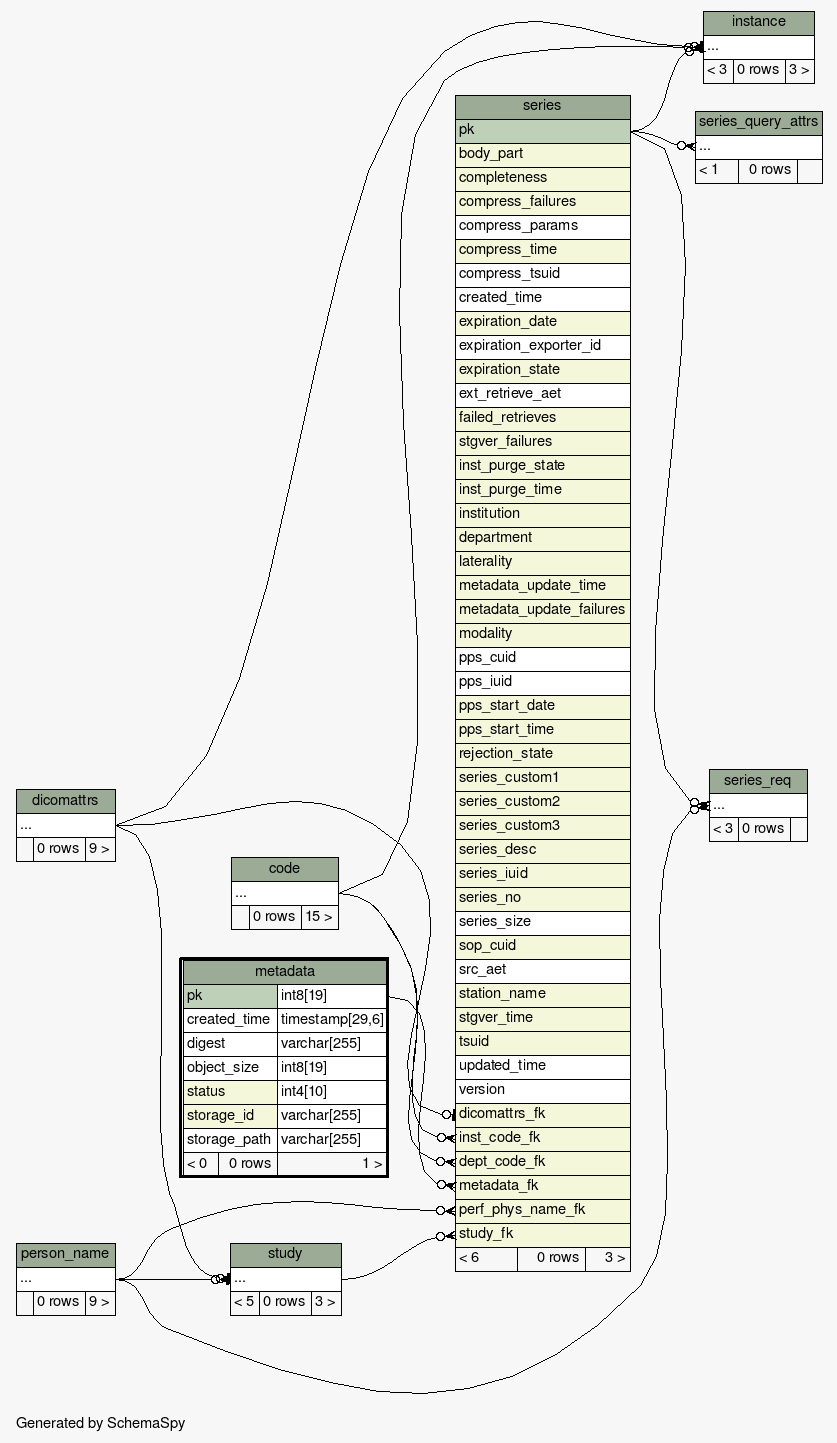 instance
...
< 3 0 rows 3 >
series
pk
body_part
completeness
compress_failures
compress_params
compress_time
compress_tsuid
created_time
expiration_date
expiration_exporter_id
expiration_state
ext_retrieve_aet
failed_retrieves
stgver_failures
inst_purge_state
inst_purge_time
institution
department
laterality
metadata_update_time
metadata_update_failures
modality
pps_cuid
pps_iuid
pps_start_date
pps_start_time
rejection_state
series_custom1
series_custom2
series_custom3
series_desc
series_iuid
series_no
series_size
sop_cuid
src_aet
station_name
stgver_time
tsuid
updated_time
version
dicomattrs_fk
inst_code_fk
dept_code_fk
metadata_fk
perf_phys_name_fk
study_fk
< 6 0 rows 3 >
series_query_attrs
...
< 1 0 rows
series_req
...
< 3 0 rows
dicomattrs
...
0 rows 9 >
code
...
0 rows 15 >
metadata
pk int8[19]
created_time timestamp[29,6]
digest varchar[255]
object_size int8[19]
status int4[10]
storage_id varchar[255]
storage_path varchar[255]
< 0 0 rows 1 >
person_name
...
0 rows 9 >
study
...
< 5 0 rows 3 >
Generated by SchemaSpy